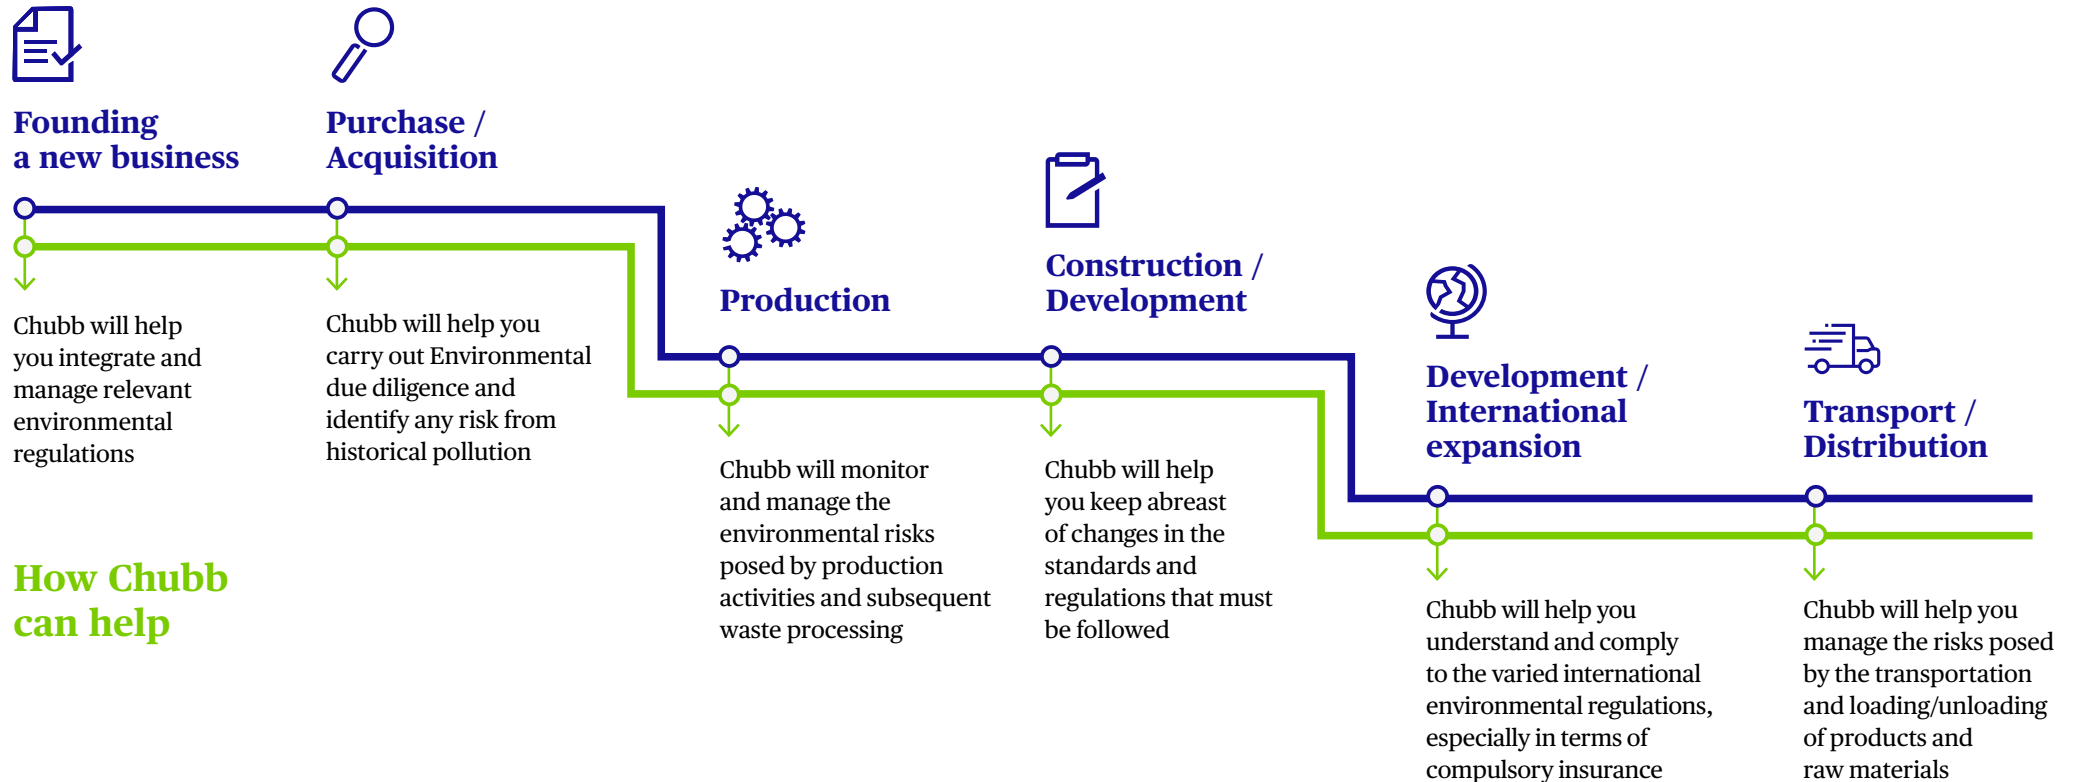 Founding
a new business
Chubb will help
you integrate and
manage relevant
environmental
regulations
Purchase /
Acquisition
Chubb will help you
carry out Environmental
due diligence and
identify any risk from
historical pollution
Production
Chubb will monitor
and manage the
environmental risks
posed by production
activities and subsequent
waste processing
Construction /
Development
Chubb will help
you keep abreast
of changes in the
standards and
regulations that must
be followed
Development /
International
expansion
Chubb will help you
understand and comply
to the varied international
environmental regulations,
especially in terms of
compulsory insurance
Transport /
Distribution
Chubb will help you
manage the risks posed
by the transportation
and loading/unloading
of products and
raw materials
How Chubb
can help